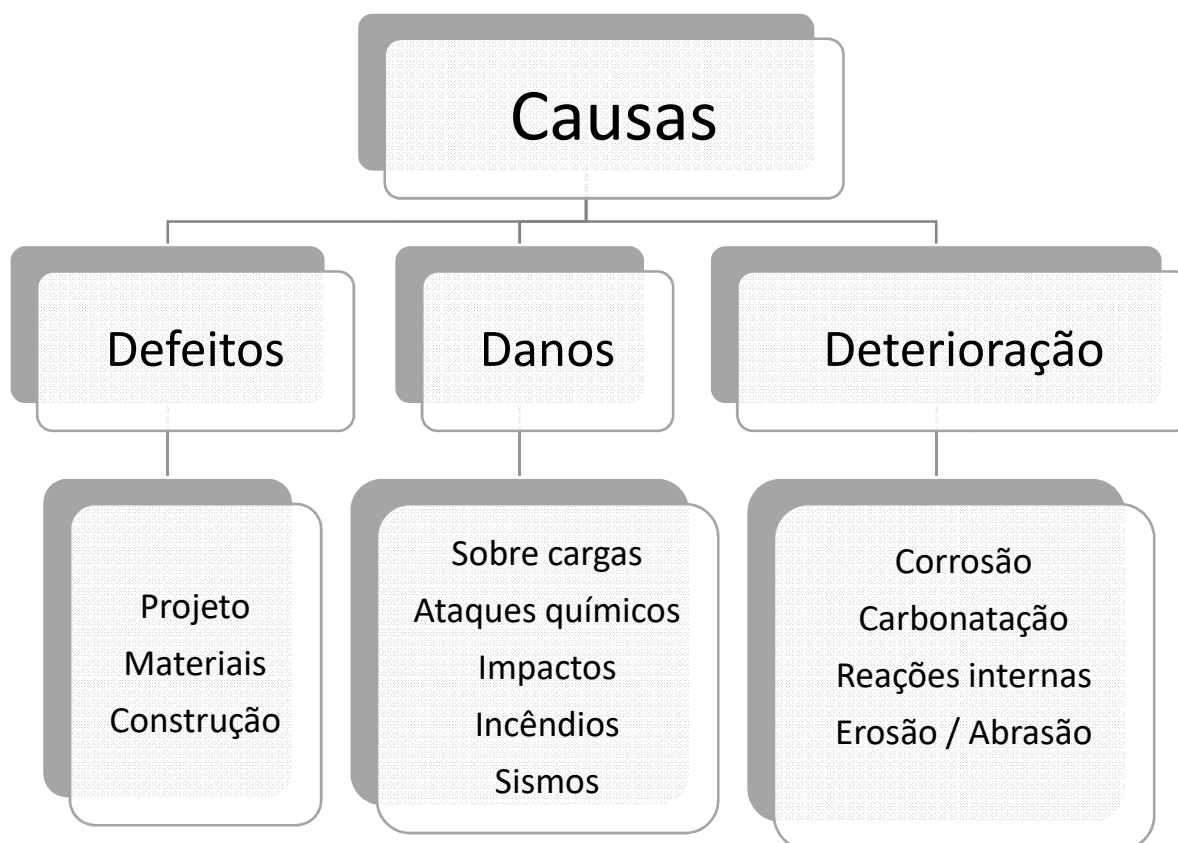 Causas
Defeitos
Danos
Deterioração
Projeto
Materiais
Construção
Sobre cargas
Ataques químicos
Impactos
Incêndios
Sismos
Corrosão
Carbonatação
Reações internas
Erosão / Abrasão